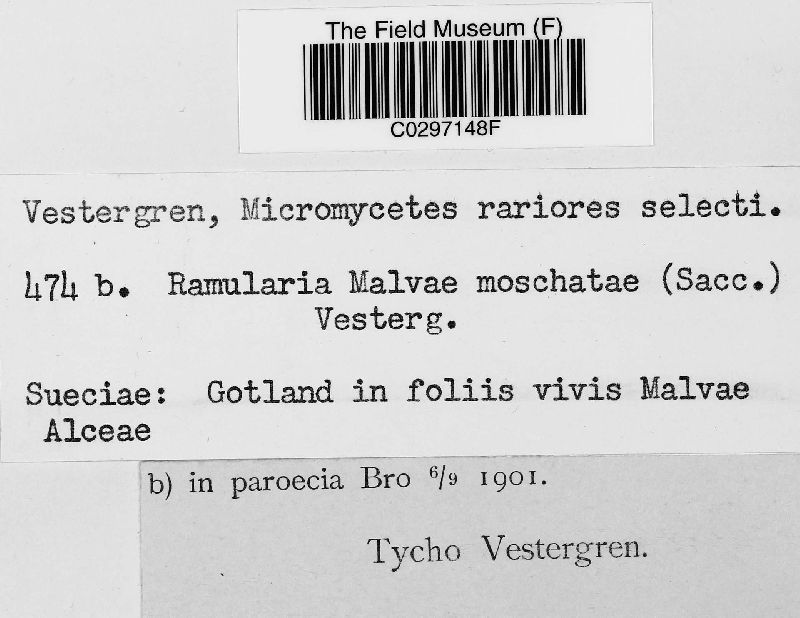 The Field Museum (F)
C0297148F
Vestergren, Micromycetes rariores selecti.
474 b. Ramularia Malvae moschatae (Sacc.)
Vesterg.
Sueciae: Gotland in foliis vivis Malvae
Alceae
b) in paroecia Bro 6/9 1901.
Tycho Vestergren.